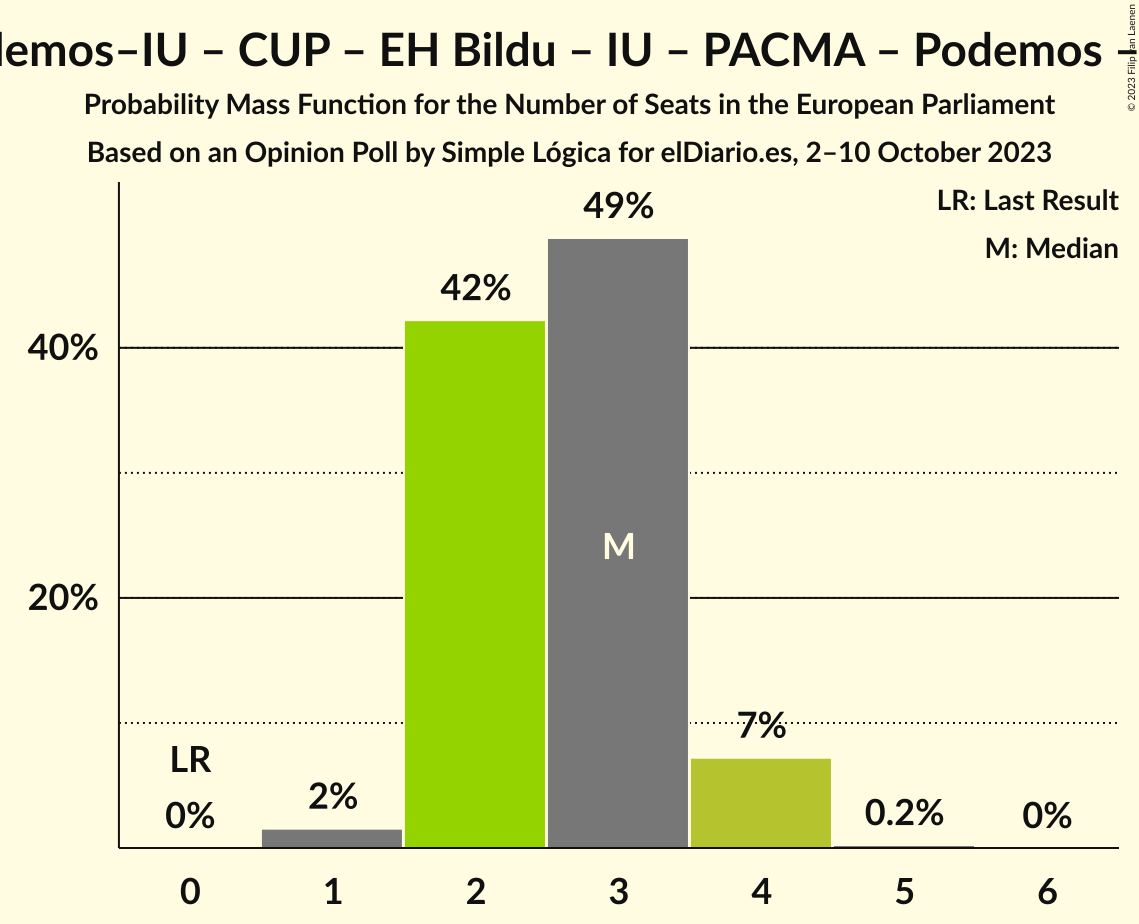 demos–IU – CUP – EH Bildu – IU – PACMA – Podemos –
Probability Mass Function for the Number of Seats in the European Parliament
Based on an Opinion Poll by Simple Lógica for elDiario.es, 2–10 October 2023
© 2023 Filip van Laenen
LR: Last Result
M: Median
49%
42%
40%
M
20%
7%
LR
0%
2%
0.2%
0%
0 1 2 3 4 5 6